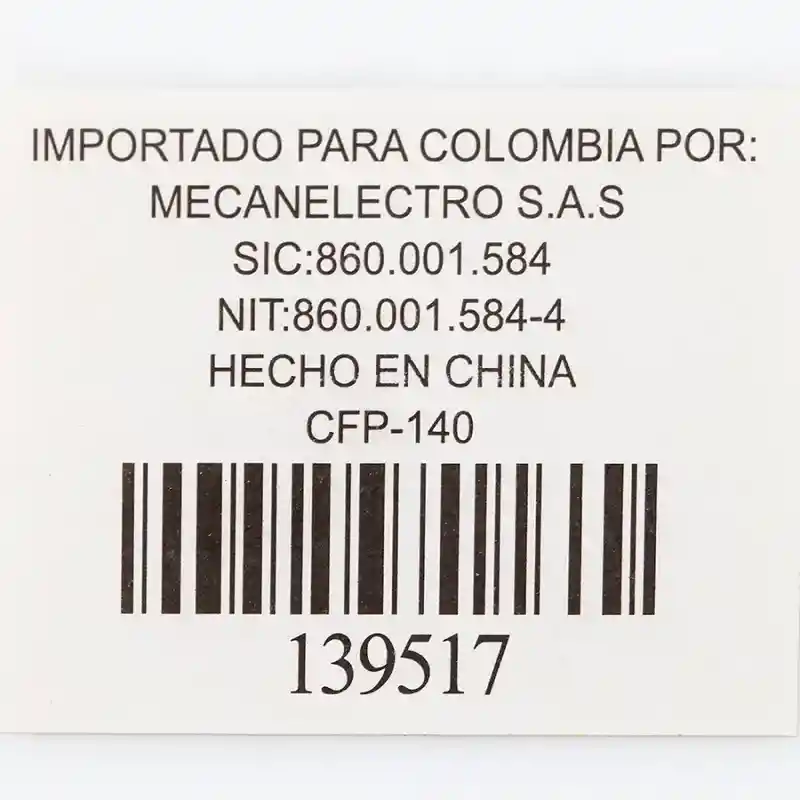 IMPORTADO PARA COLOMBIA POR:
MECANELECTRO S.A.S
SIC:860.001.584
NIT:860.001.584-4
HECHO EN CHINA
CFP-140
139517